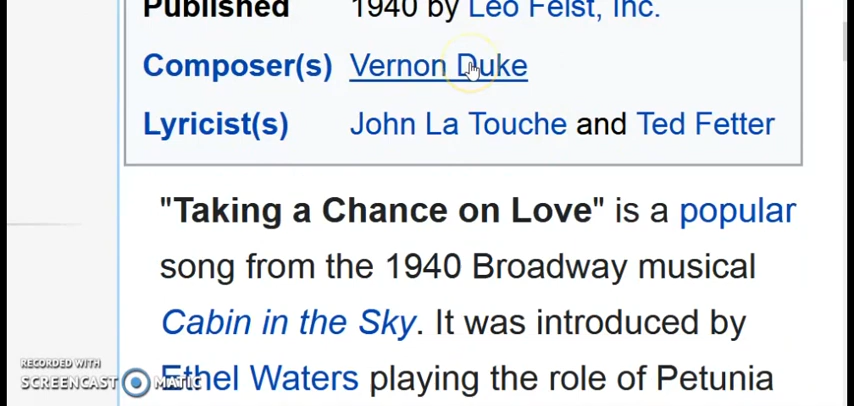 Published 1940 by Leo Feist, Inc.
Composer(s) Vernon Duke
Lyricist(s) John La Touche and Ted Fetter
"Taking a Chance on Love" is a popular
song from the 1940 Broadway musical
Cabin in the Sky. It was introduced by
RECORDED WITH
SCREENCAST MATIC
Ethel Waters playing the role of Petunia